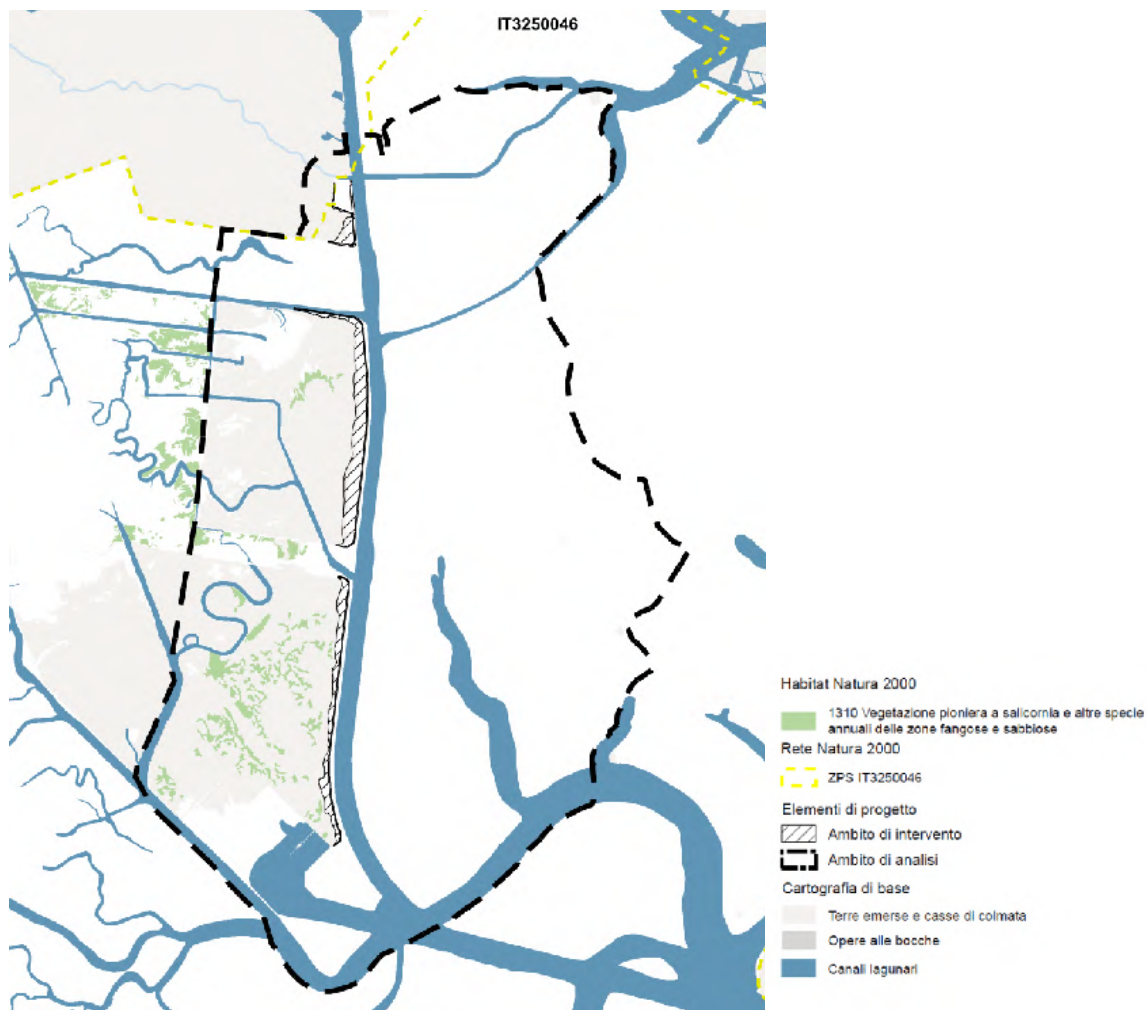 IT3250046
Habitat Natura 2000
1310 Vegetazione pioniera a salicornia e altre specie
annuali delle zone fangose e sabbiose
Rete Natura 2000
ZPS IT3250046
Elementi di progetto
Ambito di intervento
Ambito di analisi
Cartografia di base
Terre emerse e casse di colmata
Opere alle bocche
Canali lagunari